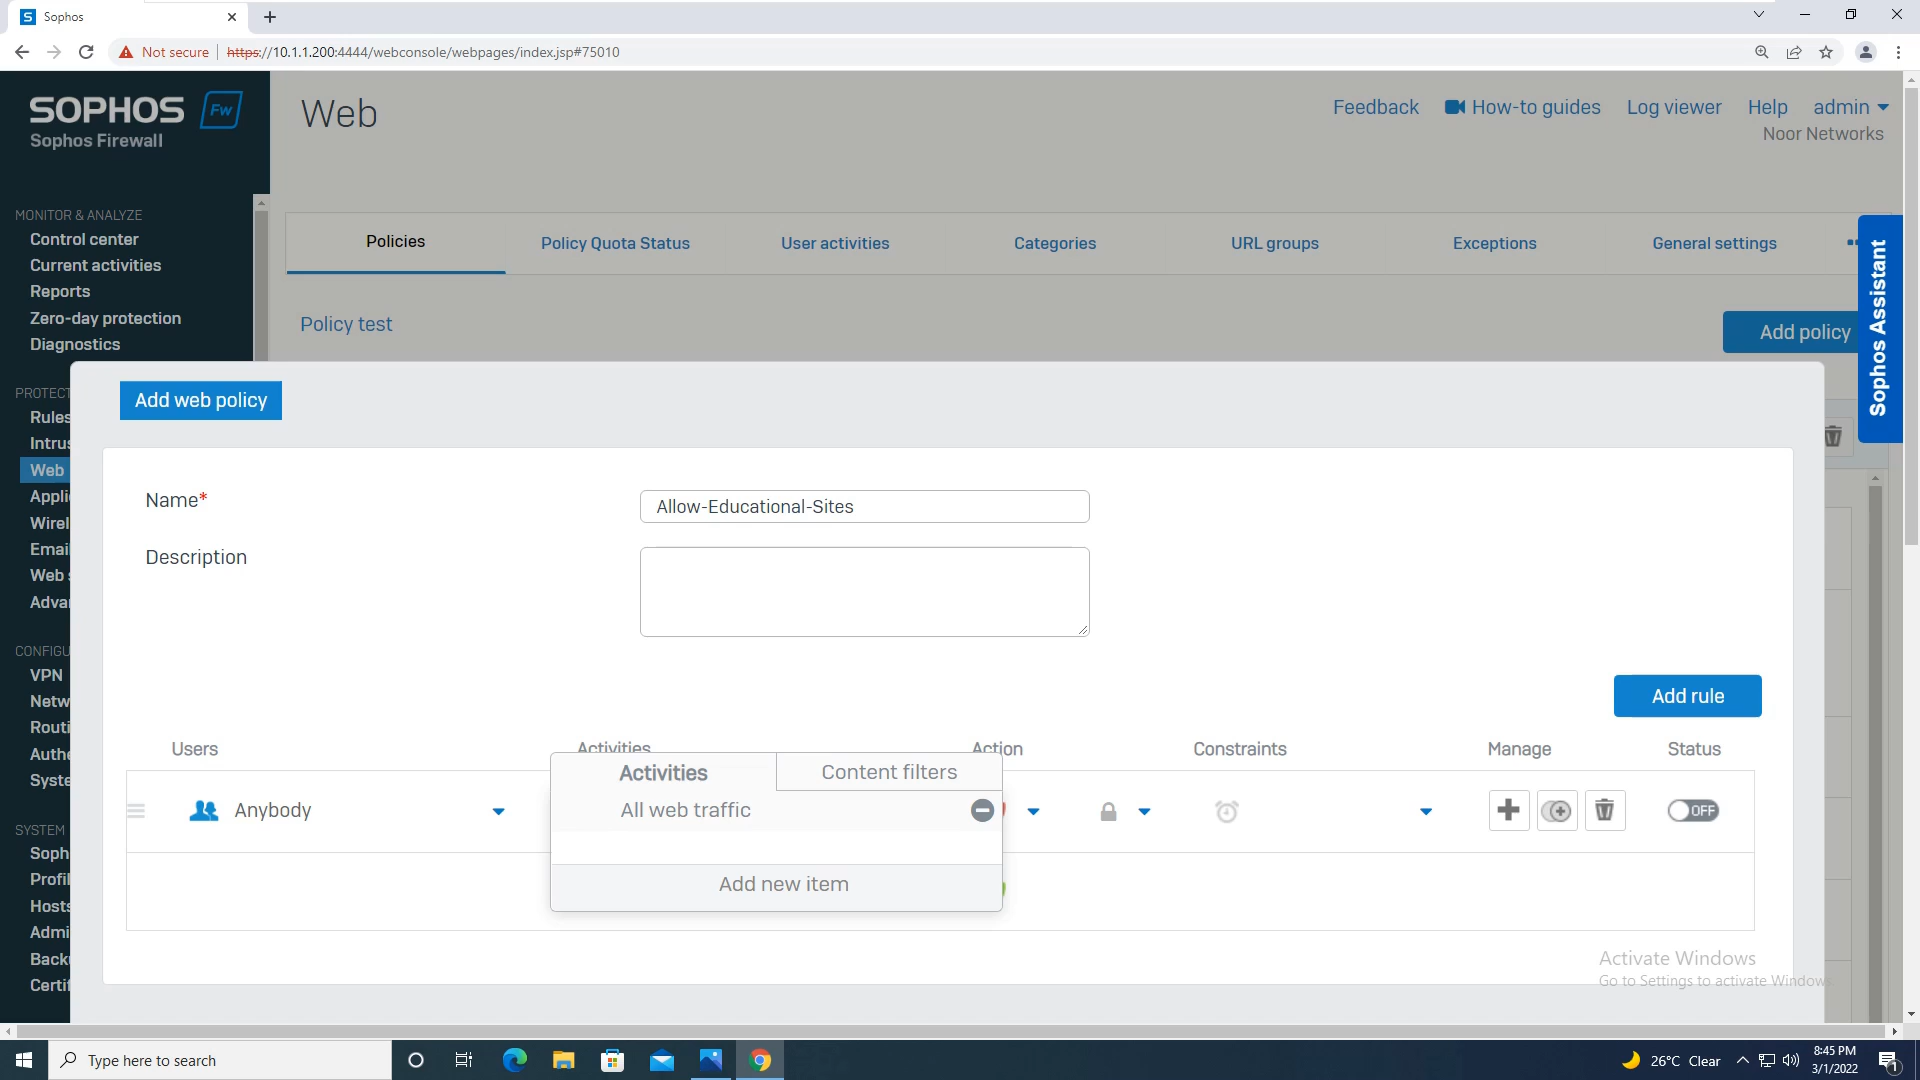 Sophos
Not secure
https://10.1.1.200:4444/webconsole/webpages/index.jsp#75010
SOPHOS
Fw
Sophos Firewall
Web
Feedback
How-to guides
Log viewer
Help
admin
Noor Networks
MONITOR & ANALYZE
Control center
Current activities
Reports
Zero-day protection
Diagnostics
Policies
Policy Quota Status
User activities
Categories
URL groups
Exceptions
General settings
Policy test
Add policy
Sophos Assistant
PROTECT
Rules
Intrus
Web
Appli
Wirel
Email
Web s
Adva
CONFIGU
VPN
Netw
Routi
Authe
Syste
SYSTEM
Soph
Profil
Hosts
Admi
Backu
Certif
Add web policy
Name*
Allow-Educational-Sites
Description
Add rule
Users
Activities
Action
Constraints
Manage
Status
Anybody
Activities
Content filters
All web traffic
Add new item
OFF
Activate Windows
Go to Settings to activate Windows
Type here to search
26°C Clear
8:45 PM
3/1/2022
1